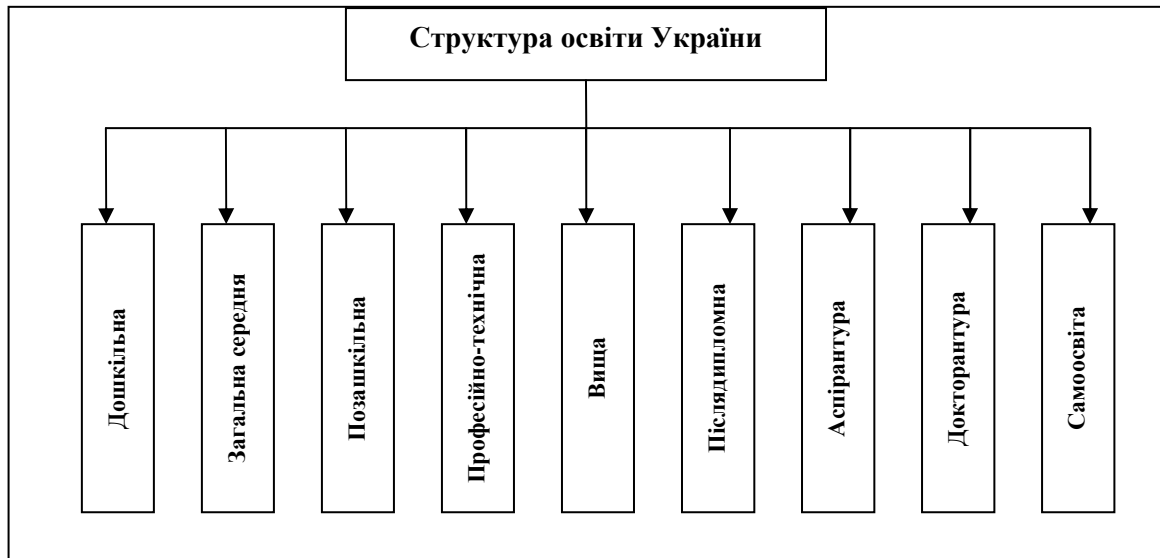 Структура освіти України
Дошкільна
Загальна середня
Позашкільна
Професійно-технічна
Вища
Післядипломна
Аспірантура
Докторантура
Самоосвіта